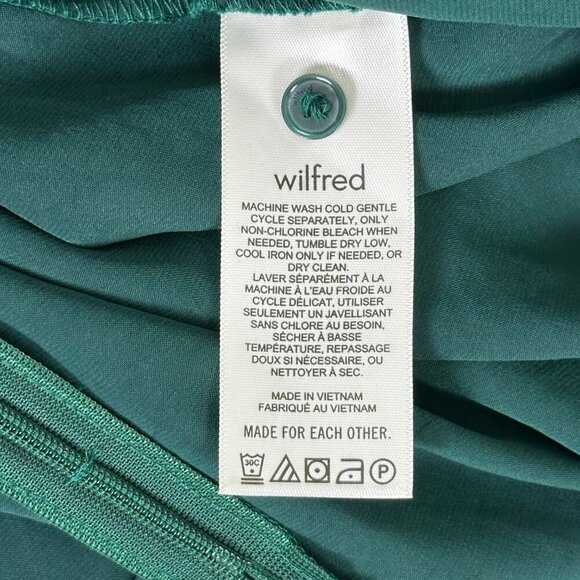 wilfred
MACHINE WASH COLD GENTLE
CYCLE SEPARATELY, ONLY
NON-CHLORINE BLEACH WHEN
NEEDED, TUMBLE DRY LOW,
COOL IRON ONLY IF NEEDED, OR
DRY CLEAN.
LAVER SÉPARÉMENT À LA
MACHINE À L'EAU FROIDE AU
CYCLE DÉLICAT, UTILISER
SEULEMENT UN JAVELLISANT
SANS CHLORE AU BESOIN,
SÉCHER À BASSE
TEMPÉRATURE, REPASSAGE
DOUX SI NÉCESSAIRE, OU
NETTOYER À SEC.
MADE IN VIETNAM
FABRIQUÉ AU VIETNAM
MADE FOR EACH OTHER.
30C P